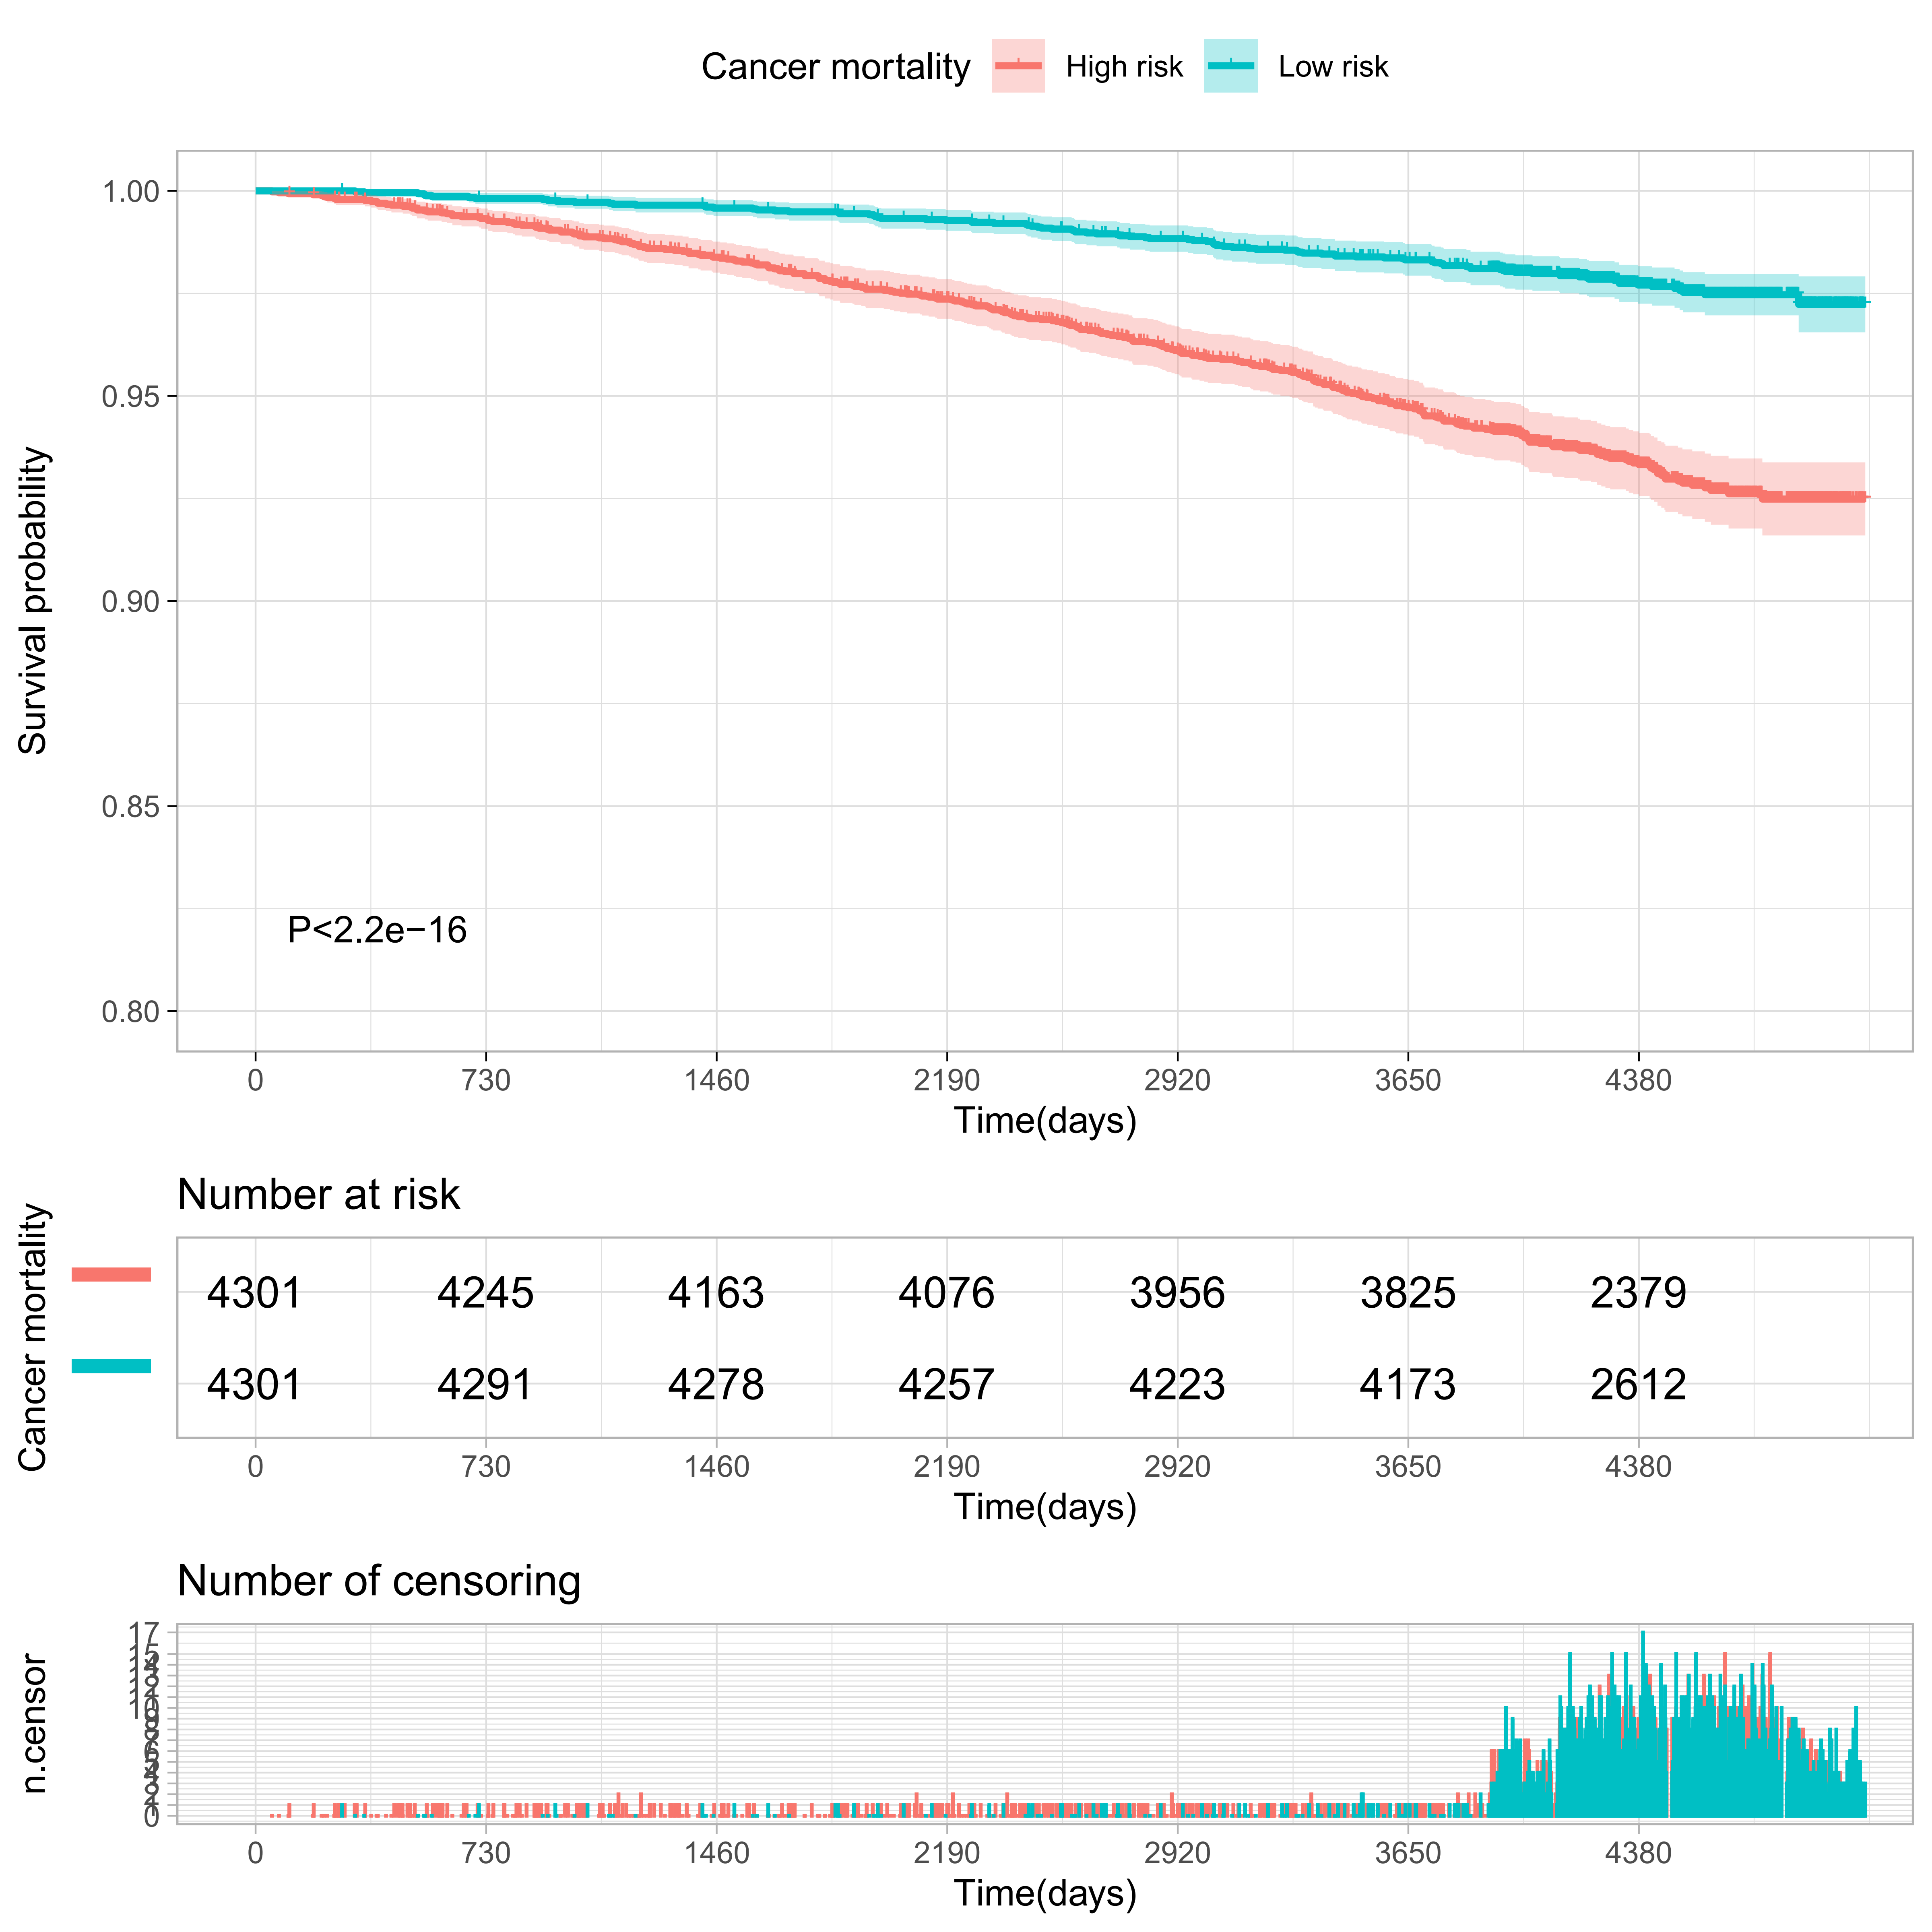 Cancer mortality High risk Low risk
Survival probability
1.00
0.95
0.90
0.85
0.80
P<2.2e−16
0 730 1460 2190 2920 3650 4380
Time(days)
Number at risk
Cancer mortality
4301 4245 4163 4076 3956 3825 2379
4301 4291 4278 4257 4223 4173 2612
0 730 1460 2190 2920 3650 4380
Time(days)
Number of censoring
n.censor
17
0
0 730 1460 2190 2920 3650 4380
Time(days)